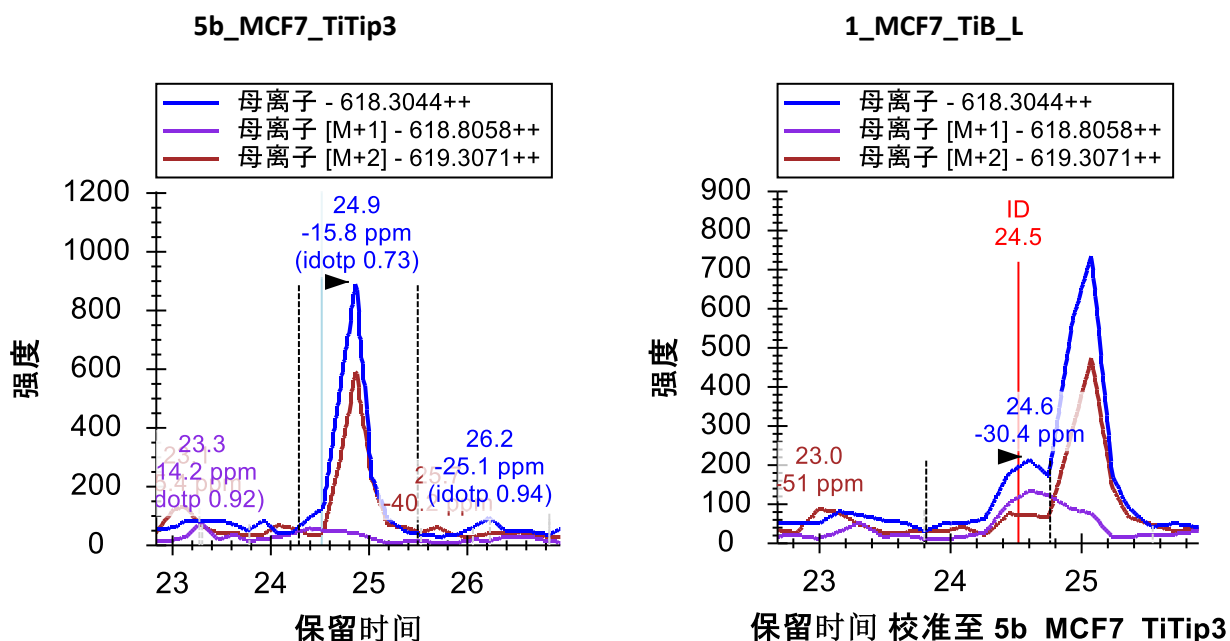 5b_MCF7_TiTip3
母离子 - 618.3044++
母离子 [M+1] - 618.8058++
母离子 [M+2] - 619.3071++
1200
1000
800
600
400
200
0
强度
24.9
-15.8 ppm
(idotp 0.73)
23.3
14.2 ppm
dotp 0.92)
-40.2 ppm
26.2
-25.1 ppm
(idotp 0.94)
23
24
25
26
保留时间
1_MCF7_TiB_L
母离子 - 618.3044++
母离子 [M+1] - 618.8058++
母离子 [M+2] - 619.3071++
900
800
700
600
500
400
300
200
100
0
强度
ID
24.5
24.6
-30.4 ppm
23.0
-51 ppm
23
24
25
保留时间 校准至 5b_MCF7_TiTip3